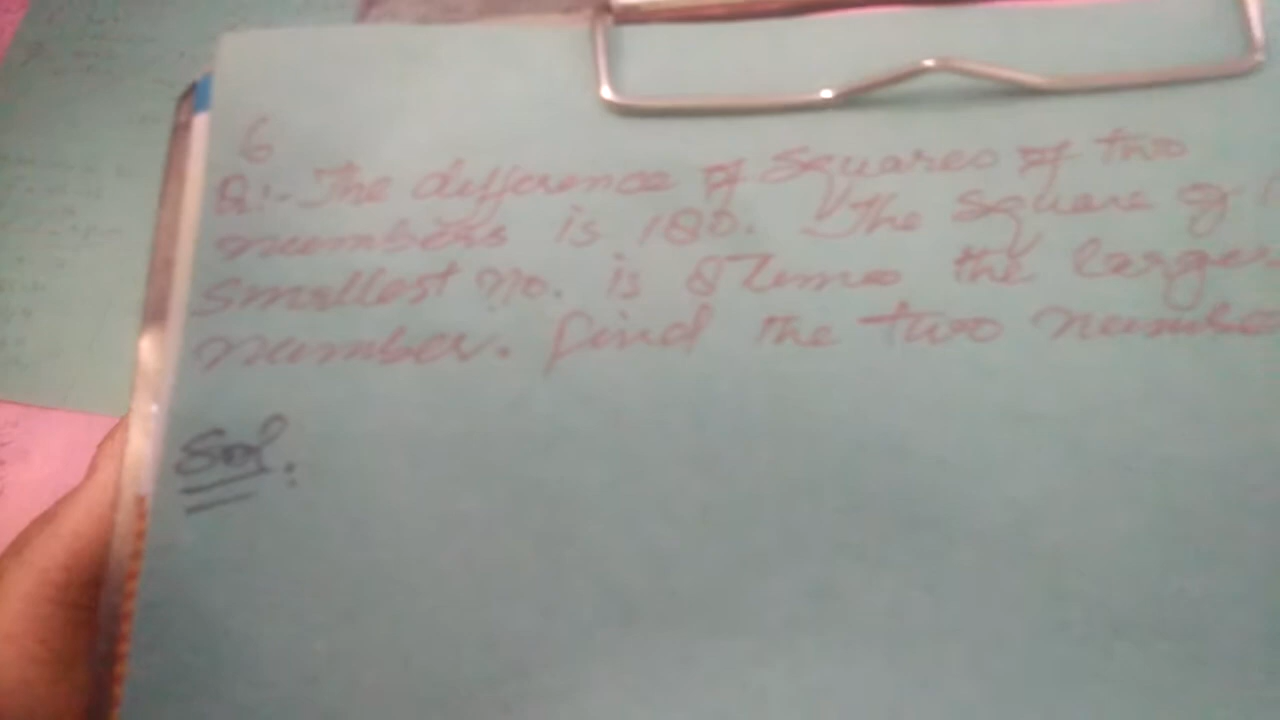 6
Q:- The difference of squares of two
numbers is 180. The square of
smallest no. is 8 times the larger
number. find the two numbe
Sol.